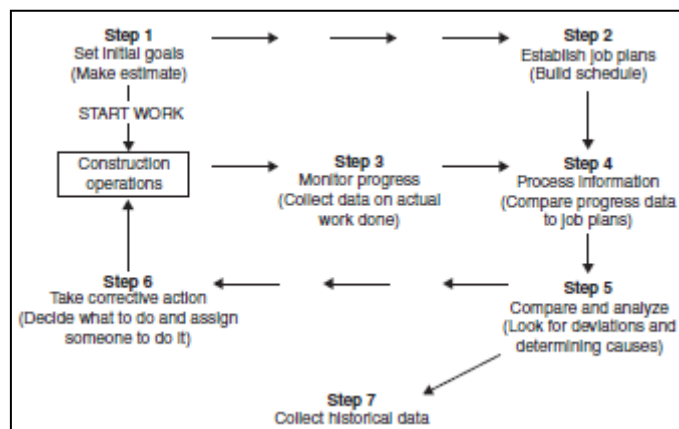 Step 1
Set initial goals
(Make estimate)
START WORK
Step 2
Establish job plans
(Build schedule)
Construction
operations
Step 3
Monitor progress
(Collect data on actual
work done)
Step 4
Process information
(Compare progress data
to job plans)
Step 6
Take corrective action
(Decide what to do and assign
someone to do it)
Step 5
Compare and analyze
(Look for deviations and
determining causes)
Step 7
Collect historical data